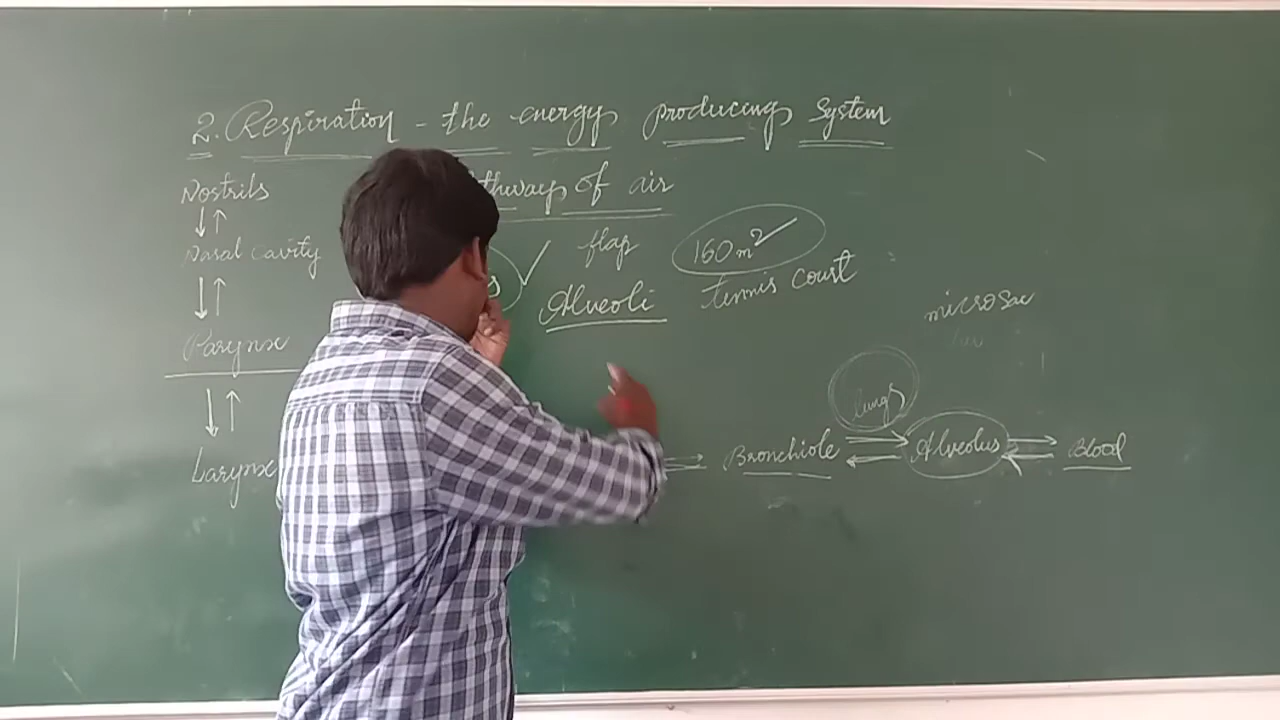 2. Respiration - the energy producing System
Nostrils
thway of air
Nasal cavity
flap
160 m²
Alveoli
tennis court
microsac
Parynx
lungs
Larynx
Bronchiole
Alveolus
Blood